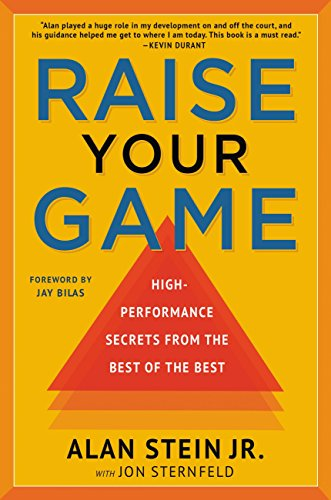 "Alan played a huge role in my development on and off the court, and
his guidance helped me get to where I am today. This book is a must read."
—KEVIN DURANT
RAISE
YOUR
GAME
FOREWORD BY
JAY BILAS
HIGH-
PERFORMANCE
SECRETS FROM THE
BEST OF THE BEST
ALAN STEIN JR.
WITH JON STERNFELD